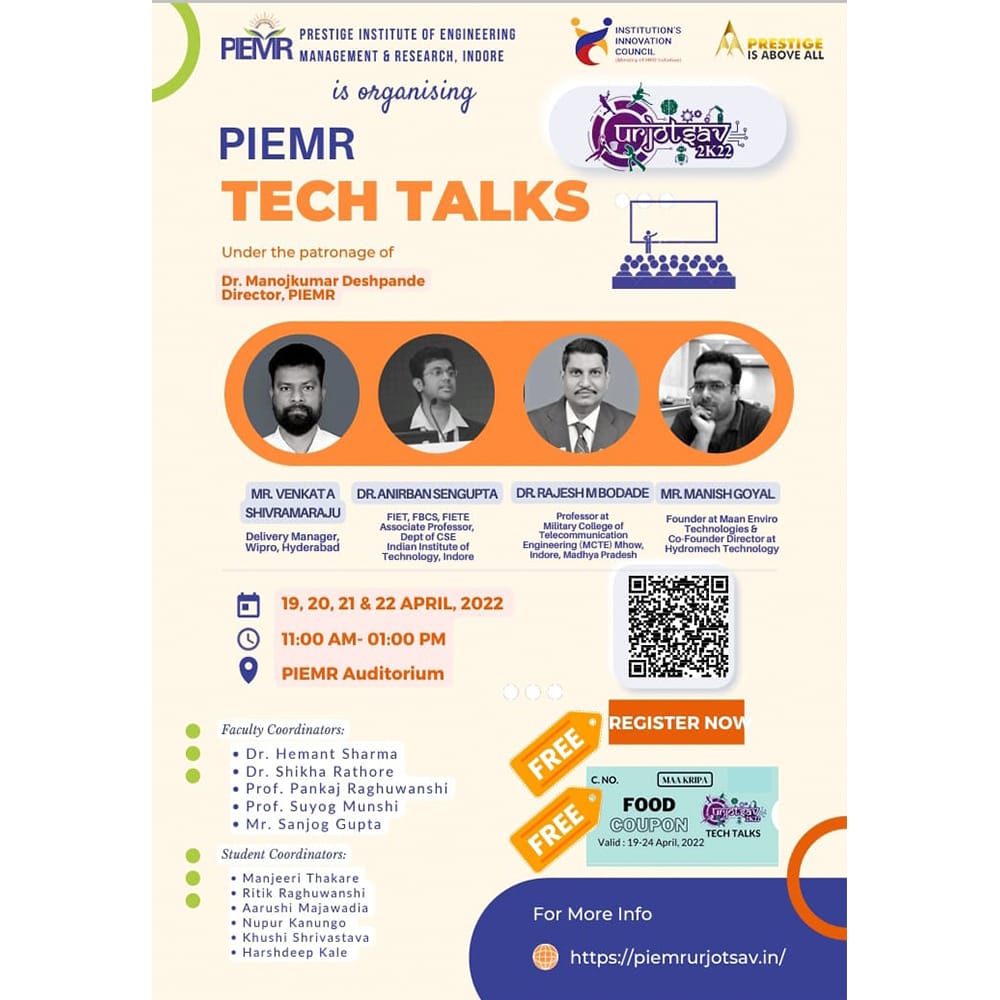 PIEMR
PRESTIGE INSTITUTE OF ENGINEERING
MANAGEMENT & RESEARCH, INDORE
INSTITUTION'S
INNOVATION
COUNCIL
(Ministry of HRD Initiative)
PRESTIGE
IS ABOVE ALL
is organising
urjotsav
2K22
PIEMR
TECH TALKS
Under the patronage of
Dr. Manojkumar Deshpande
Director, PIEMR
MR. VENKAT A
SHIVRAMARAJU
Delivery Manager,
Wipro, Hyderabad
DR. ANIRBAN SENGUPTA
FIET, FBCS, FIETE
Associate Professor,
Dept of CSE
Indian Institute of
Technology, Indore
DR. RAJESH M BODADE
Professor at
Military College of
Telecommunication
Engineering (MCTE) Mhow,
Indore, Madhya Pradesh
MR. MANISH GOYAL
Founder at Maan Enviro
Technologies &
Co-Founder Director at
Hydromech Technology
19, 20, 21 & 22 APRIL, 2022
11:00 AM- 01:00 PM
PIEMR Auditorium
REGISTER NOW
Faculty Coordinators:
• Dr. Hemant Sharma
• Dr. Shikha Rathore
• Prof. Pankaj Raghuwanshi
• Prof. Suyog Munshi
• Mr. Sanjog Gupta
FREE
FREE
C. NO.
MAA KRIPA
FOOD
COUPON
Valid : 19-24 April, 2022
urjotsav
2K22
TECH TALKS
Student Coordinators:
• Manjeeri Thakare
• Ritik Raghuwanshi
• Aarushi Majawadia
• Nupur Kanungo
• Khushi Shrivastava
• Harshdeep Kale
For More Info
https://piemrurjotsav.in/